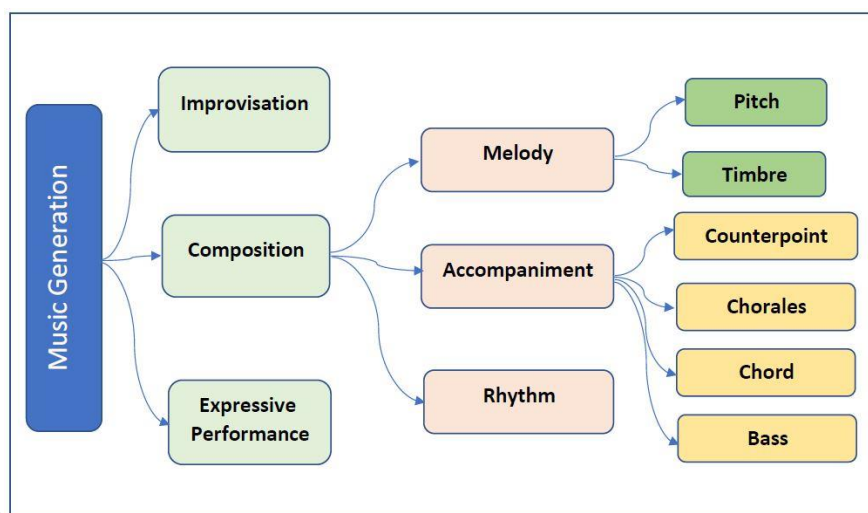 Music Generation
Improvisation
Composition
Expressive
Performance
Melody
Accompaniment
Rhythm
Pitch
Timbre
Counterpoint
Chorales
Chord
Bass